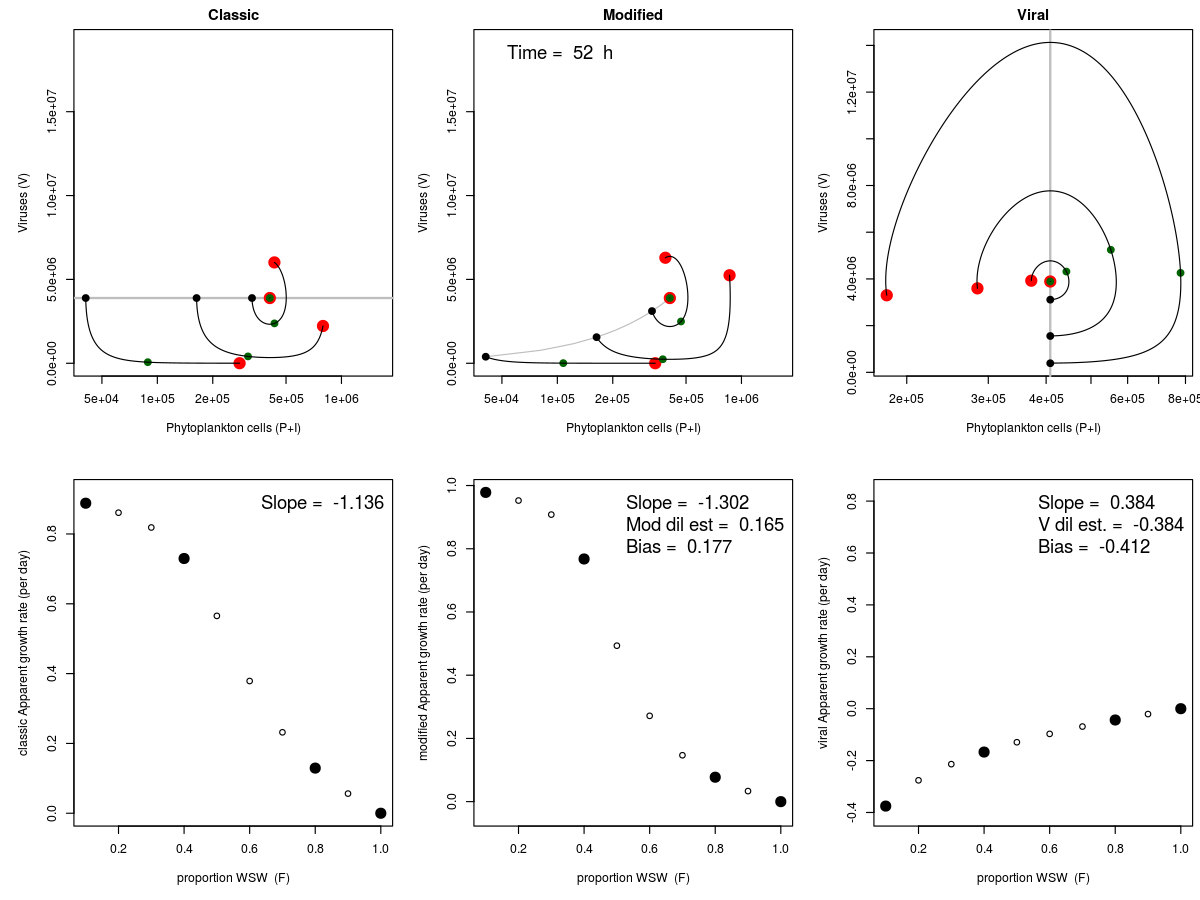 Classic
Modified
Viral
Time = 52 h
Viruses (V)
0.0e+00
5.0e+06
1.0e+07
1.5e+07
5e+04
1e+05
2e+05
5e+05
1e+06
Phytoplankton cells (P+I)
Viruses (V)
0.0e+00
5.0e+06
1.0e+07
1.5e+07
5e+04
1e+05
2e+05
5e+05
1e+06
Phytoplankton cells (P+I)
Viruses (V)
0.0e+00
4.0e+06
8.0e+06
1.2e+07
2e+05
3e+05
4e+05
6e+05
8e+05
Phytoplankton cells (P+I)
Slope = -1.136
classic Apparent growth rate (per day)
0.0
0.2
0.4
0.6
0.8
0.2
0.4
0.6
0.8
1.0
proportion WSW (F)
Slope = -1.302
Mod dil est = 0.165
Bias = 0.177
modified Apparent growth rate (per day)
0.0
0.2
0.4
0.6
0.8
1.0
0.2
0.4
0.6
0.8
1.0
proportion WSW (F)
Slope = 0.384
V dil est. = -0.384
Bias = -0.412
viral Apparent growth rate (per day)
-0.4
-0.2
0.0
0.2
0.4
0.6
0.8
0.2
0.4
0.6
0.8
1.0
proportion WSW (F)